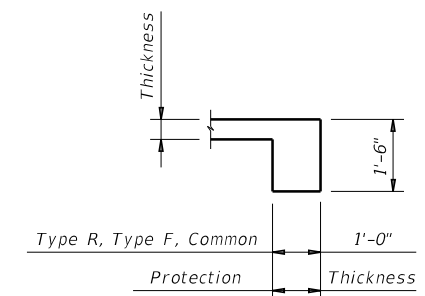 Thickness
1'-6"
Type R, Type F, Common 1'-0"
Protection Thickness